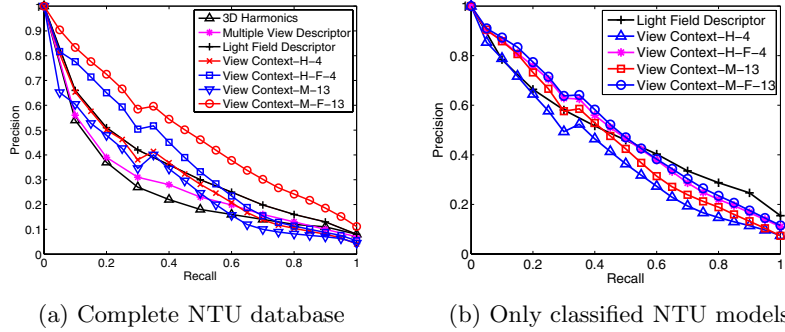 1
0.9
0.8
0.7
0.6
0.5
0.4
0.3
0.2
0.1
0
Precision
0 0.2 0.4 0.6 0.8 1
Recall
3D Harmonics
Multiple View Descriptor
Light Field Descriptor
View Context-H-4
View Context-H-F-4
View Context-M-13
View Context-M-F-13
(a) Complete NTU database
1
0.8
0.6
0.4
0.2
0
Precision
0 0.2 0.4 0.6 0.8 1
Recall
Light Field Descriptor
View Context-H-4
View Context-H-F-4
View Context-M-13
View Context-M-F-13
(b) Only classified NTU models